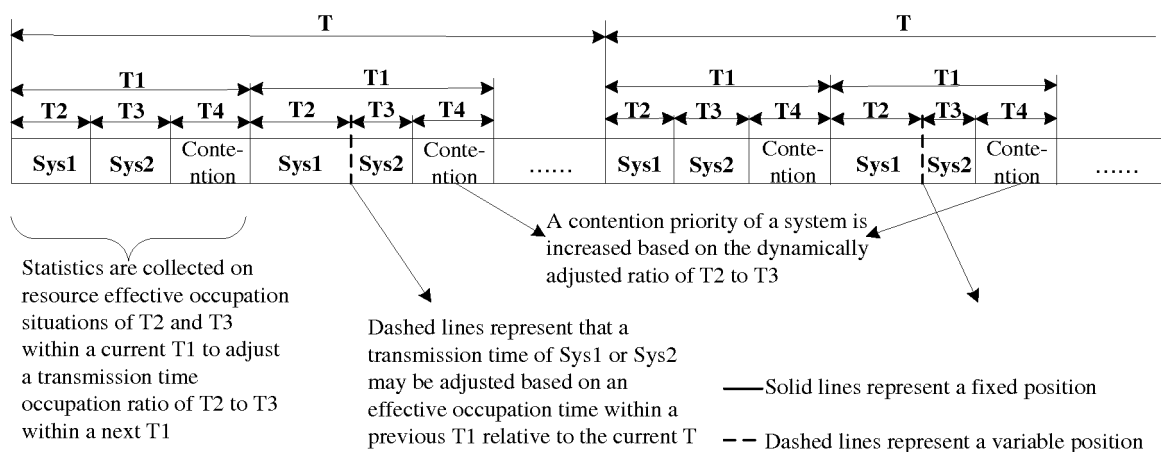 T T
T1 T1 T1 T1
T2 T3 T4 T2 T3 T4 T2 T3 T4 T2 T3 T4
Sys1 Sys2 Conte-
ntion Sys1 Sys2 Conte-
ntion …… Sys1 Sys2 Conte-
ntion Sys1 Sys2 Conte-
ntion ……
A contention priority of a system is
increased based on the dynamically
adjusted ratio of T2 to T3
Statistics are collected on
resource effective occupation
situations of T2 and T3
within a current T1 to adjust
a transmission time
occupation ratio of T2 to T3
within a next T1
Dashed lines represent that a
transmission time of Sys1 or Sys2
may be adjusted based on an
effective occupation time within a
previous T1 relative to the current T
Solid lines represent a fixed position
Dashed lines represent a variable position